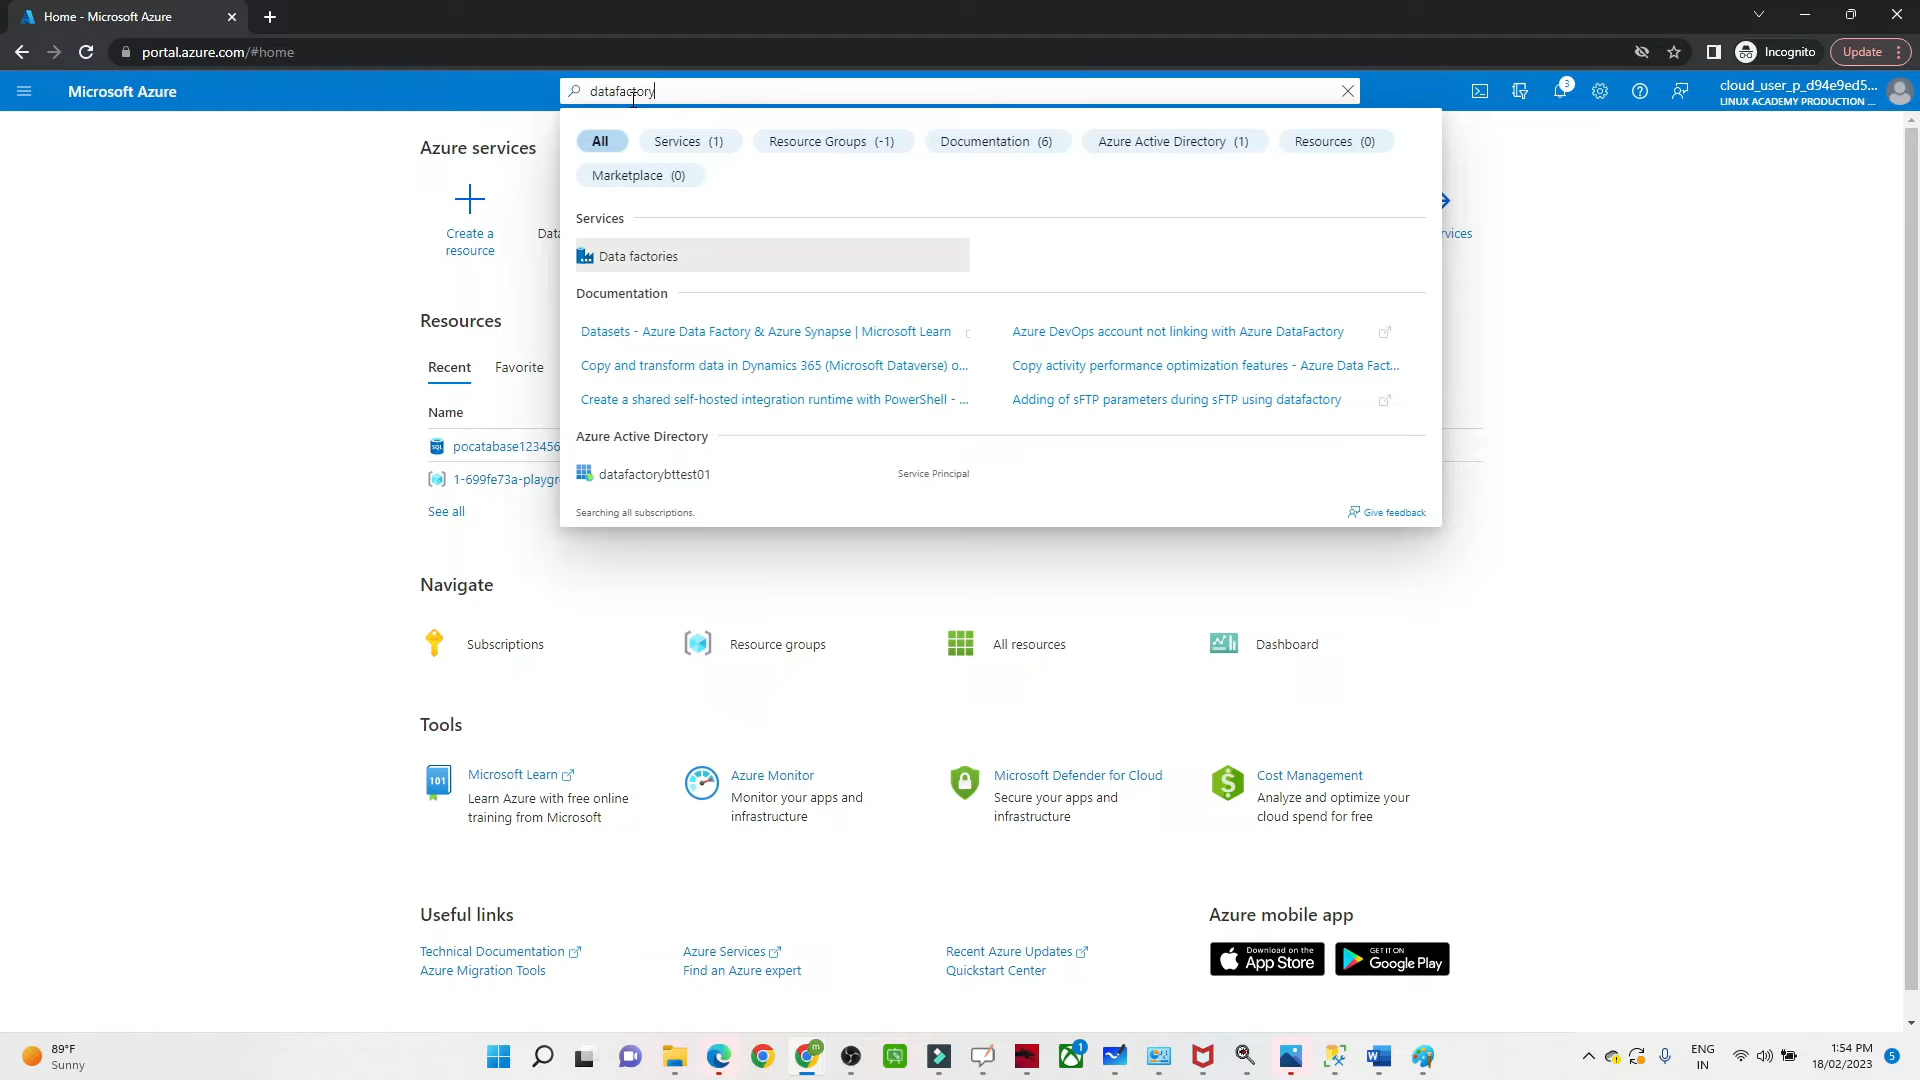 Home - Microsoft Azure
portal.azure.com/#home
Incognito
Update
Microsoft Azure
datafactory
3
cloud_user_p_d94e9ed5...
LINUX ACADEMY PRODUCTION ...
All
Services (1)
Resource Groups (-1)
Documentation (6)
Azure Active Directory (1)
Resources (0)
Marketplace (0)
Azure services
Create a
resource
Data
rvices
Services
Data factories
Documentation
Datasets - Azure Data Factory & Azure Synapse | Microsoft Learn
Azure DevOps account not linking with Azure DataFactory
Copy and transform data in Dynamics 365 (Microsoft Dataverse) o...
Copy activity performance optimization features - Azure Data Fact...
Create a shared self-hosted integration runtime with PowerShell - ...
Adding of sFTP parameters during sFTP using datafactory
Azure Active Directory
datafactorybttest01
Service Principal
Searching all subscriptions.
Give feedback
Resources
Recent
Favorite
Name
SQL
pocatabase123456
1-699fe73a-playgr
See all
Navigate
Subscriptions
Resource groups
All resources
Dashboard
Tools
101
Microsoft Learn
Learn Azure with free online
training from Microsoft
Azure Monitor
Monitor your apps and
infrastructure
Microsoft Defender for Cloud
Secure your apps and
infrastructure
Cost Management
Analyze and optimize your
cloud spend for free
Useful links
Technical Documentation
Azure Migration Tools
Azure Services
Find an Azure expert
Recent Azure Updates
Quickstart Center
Azure mobile app
Download on the
App Store
GET IT ON
Google Play
89°F
Sunny
m
1
ENG
IN
1:54 PM
18/02/2023
5